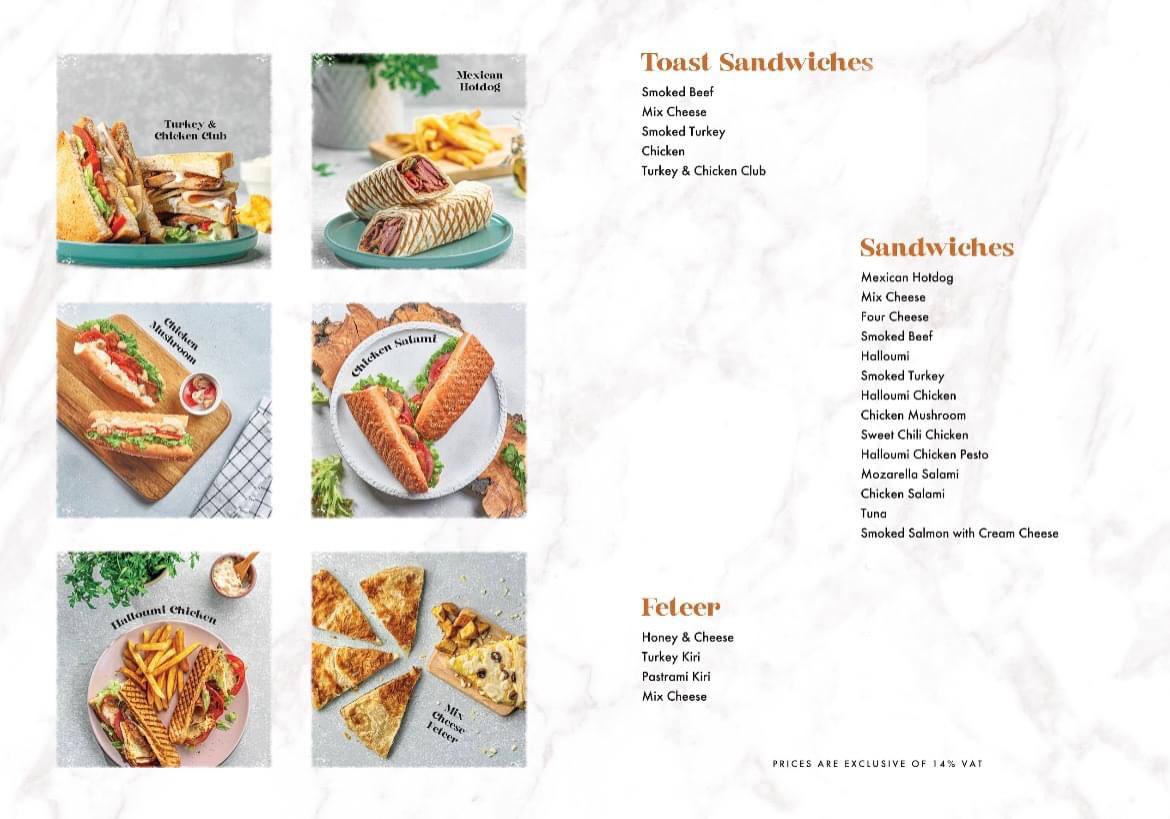 Turkey &
Chicken Club
Mexican
Hotdog
Chicken
Mushroom
Chicken Salami
Halloumi Chicken
Mix
Cheese
Feteer
Toast Sandwiches
Smoked Beef
Mix Cheese
Smoked Turkey
Chicken
Turkey & Chicken Club
Sandwiches
Mexican Hotdog
Mix Cheese
Four Cheese
Smoked Beef
Halloumi
Smoked Turkey
Halloumi Chicken
Chicken Mushroom
Sweet Chili Chicken
Halloumi Chicken Pesto
Mozarella Salami
Chicken Salami
Tuna
Smoked Salmon with Cream Cheese
Feteer
Honey & Cheese
Turkey Kiri
Pastrami Kiri
Mix Cheese
PRICES ARE EXCLUSIVE OF 14% VAT